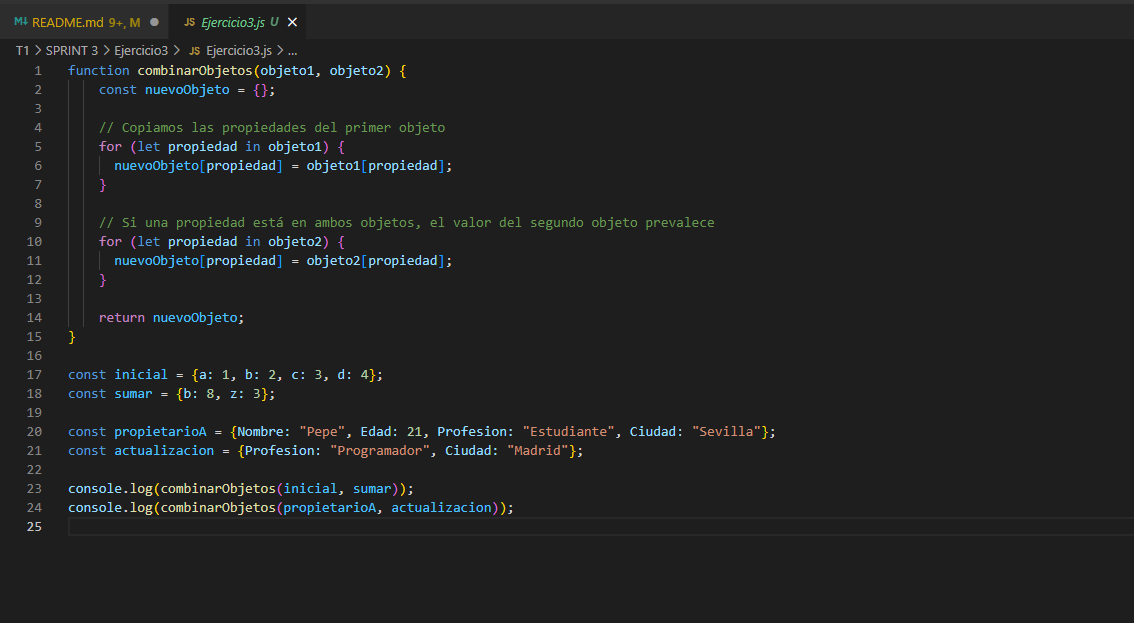 README.md 9+, M ● JS Ejercicio3.js U ✕
T1 > SPRINT 3 > Ejercicio3 > JS Ejercicio3.js > ...
1 function combinarObjetos(objeto1, objeto2) {
2 const nuevoObjeto = {};
3
4 // Copiamos las propiedades del primer objeto
5 for (let propiedad in objeto1) {
6 nuevoObjeto[propiedad] = objeto1[propiedad];
7 }
8
9 // Si una propiedad está en ambos objetos, el valor del segundo objeto prevalece
10 for (let propiedad in objeto2) {
11 nuevoObjeto[propiedad] = objeto2[propiedad];
12 }
13
14 return nuevoObjeto;
15 }
16
17 const inicial = {a: 1, b: 2, c: 3, d: 4};
18 const sumar = {b: 8, z: 3};
19
20 const propietarioA = {Nombre: "Pepe", Edad: 21, Profesion: "Estudiante", Ciudad: "Sevilla"};
21 const actualizacion = {Profesion: "Programador", Ciudad: "Madrid"};
22
23 console.log(combinarObjetos(inicial, sumar));
24 console.log(combinarObjetos(propietarioA, actualizacion));
25